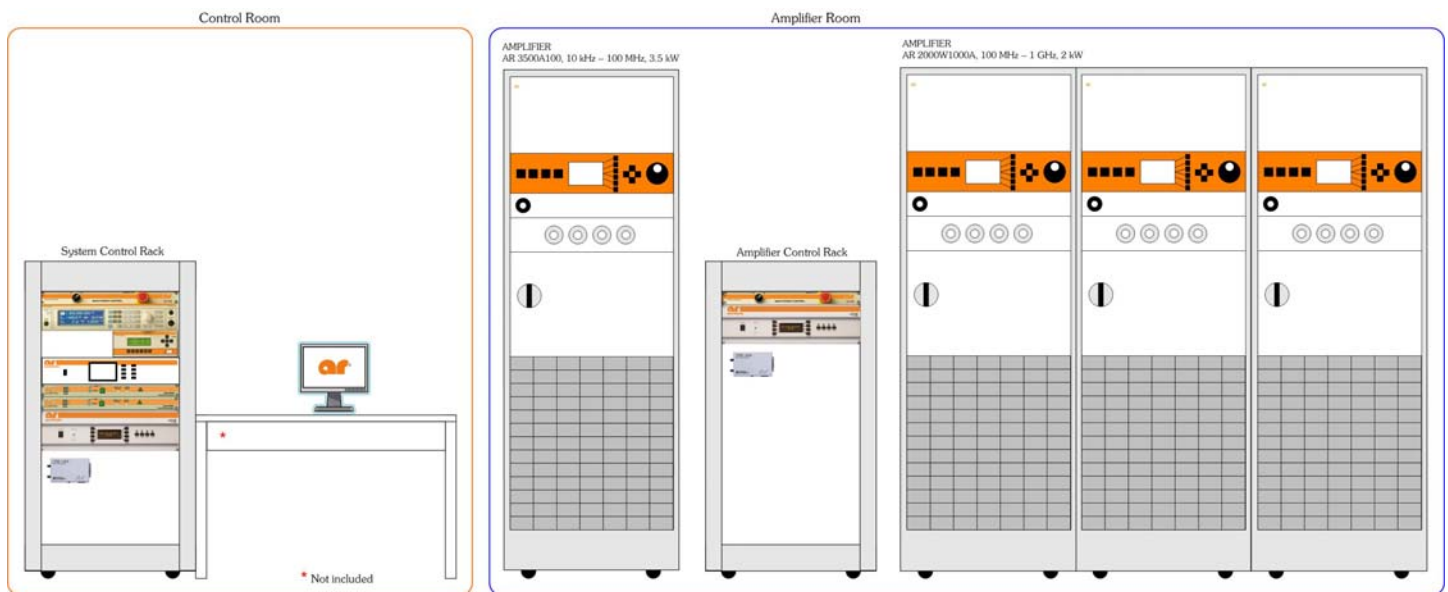 Control Room
Amplifier Room
AMPLIFIER
AR 3500A100, 10 kHz – 100 MHz, 3.5 kW
AMPLIFIER
AR 2000W1000A, 100 MHz – 1 GHz, 2 kW
System Control Rack
Amplifier Control Rack
ar
*
* Not included